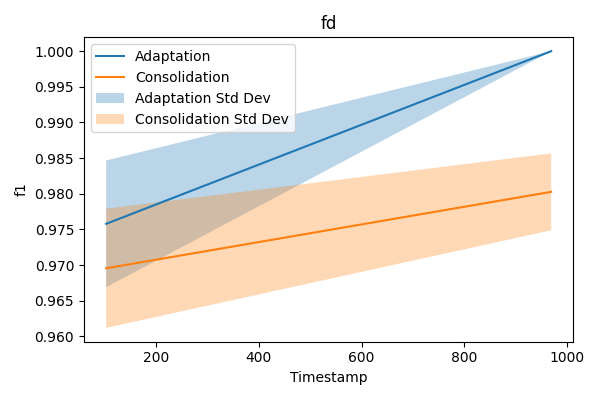 fd
1.000
0.995
0.990
0.985
0.980
0.975
0.970
0.965
0.960
f1
Adaptation
Consolidation
Adaptation Std Dev
Consolidation Std Dev
200
400
600
800
1000
Timestamp